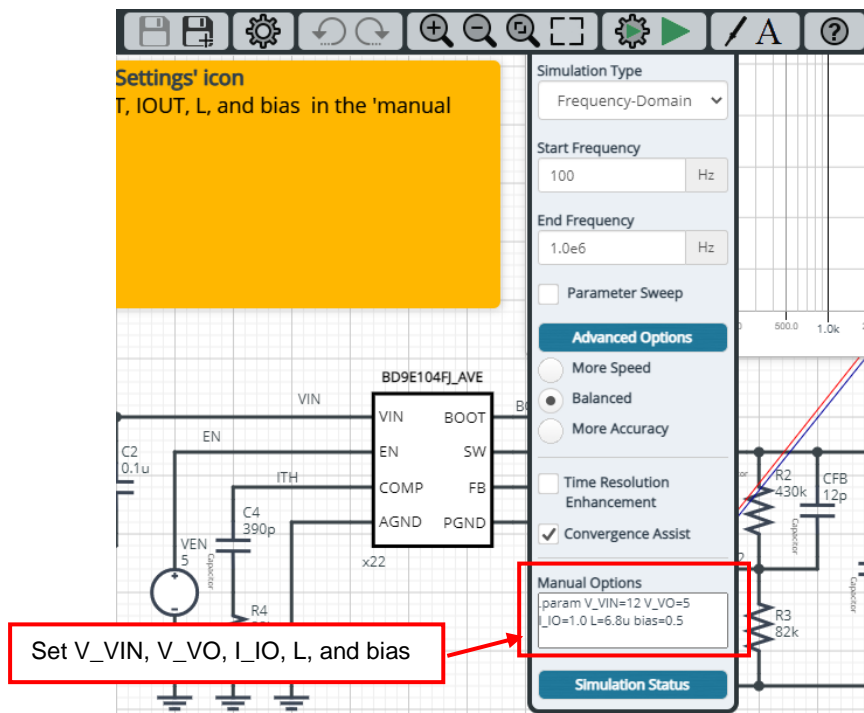 A
?
Settings' icon
T, IOUT, L, and bias in the 'manual
Simulation Type
Frequency-Domain
Start Frequency
100 Hz
End Frequency
1.0e6 Hz
Parameter Sweep
Advanced Options
More Speed
Balanced
More Accuracy
Time Resolution
Enhancement
Convergence Assist
Manual Options
.param V_VIN=12 V_VO=5
I_IO=1.0 L=6.8u bias=0.5
Simulation Status
500.0 1.0k
BD9E104FJ_AVE
VIN
VIN BOOT
EN
EN SW
ITH
COMP FB
AGND PGND
x22
C2
0.1u
C4
390p
Capacitor
VEN
5
R4
R2
430k
CFB
12p
Capacitor
Capacitor
R3
82k
Set V_VIN, V_VO, I_IO, L, and bias